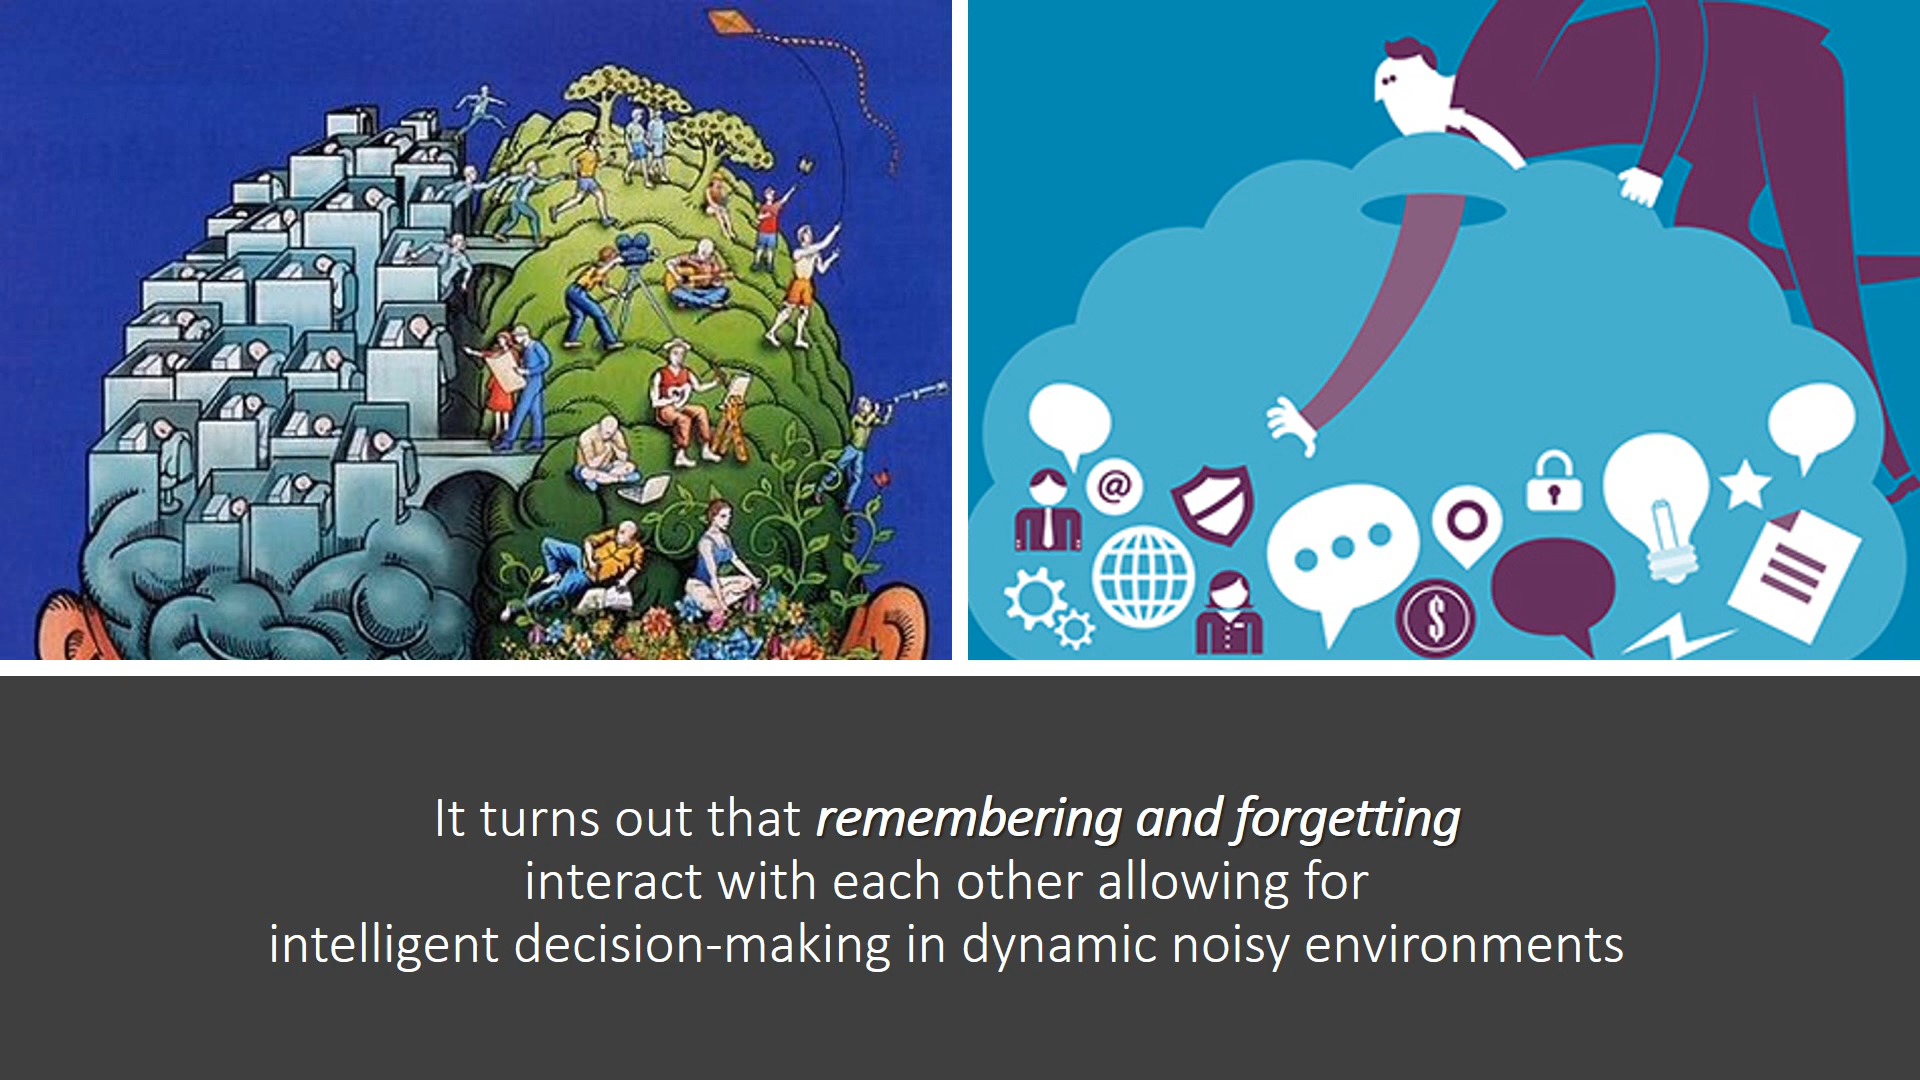 @
$
It turns out that remembering and forgetting
interact with each other allowing for
intelligent decision-making in dynamic noisy environments